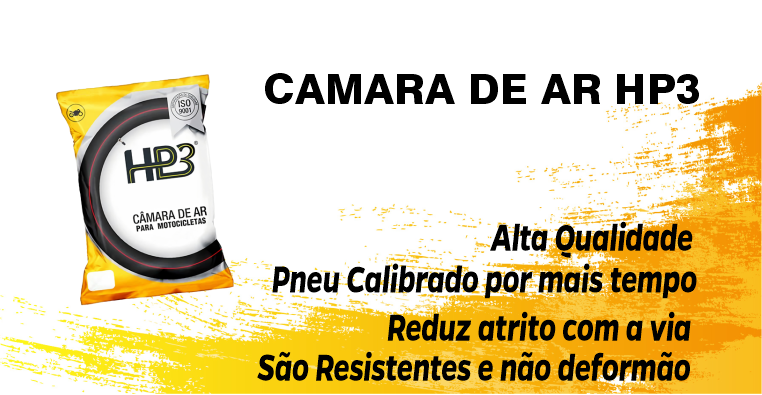 CAMARA DE AR HP3
ISO
9001
HP3®
CÂMARA DE AR
PARA MOTOCICLETAS
Alta Qualidade
Pneu Calibrado por mais tempo
Reduz atrito com a via
São Resistentes e não deformão